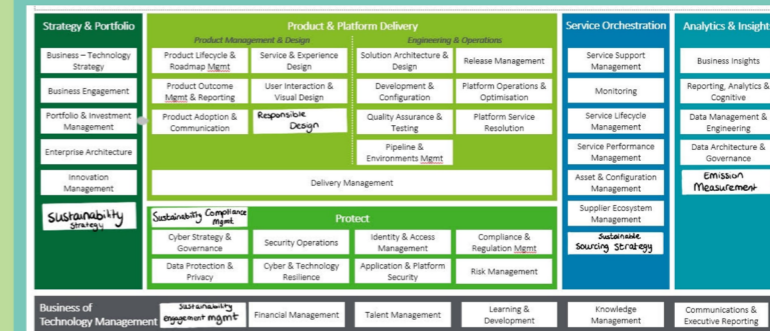 Strategy & Portfolio
Business – Technology
Strategy
Business Engagement
Portfolio & Investment
Management
Enterprise Architecture
Innovation
Management
Sustainability
Strategy
Product & Platform Delivery
Product Management & Design
Engineering & Operations
Product Lifecycle &
Roadmap Mgmt
Service & Experience
Design
Solution Architecture &
Design
Release Management
Product Outcome
Mgmt & Reporting
User Interaction &
Visual Design
Development &
Configuration
Platform Operations &
Optimisation
Product Adoption &
Communication
Responsible
Design
Quality Assurance &
Testing
Platform Service
Resolution
Pipeline &
Environments Mgmt
Delivery Management
Sustainability Compliance
Mgmt
Protect
Cyber Strategy &
Governance
Security Operations
Identity & Access
Management
Compliance &
Regulation Mgmt
Data Protection &
Privacy
Cyber & Technology
Resilience
Application & Platform
Security
Risk Management
Service Orchestration
Service Support
Management
Monitoring
Service Lifecycle
Management
Service Performance
Management
Asset & Configuration
Management
Supplier Ecosystem
Management
Sustainable
Sourcing Strategy
Analytics & Insight
Business Insights
Reporting, Analytics &
Cognitive
Data Management &
Engineering
Data Architecture &
Governance
Emission
Measurement
Business of
Technology Management
Sustainability
engagement mgmt
Financial Management
Talent Management
Learning &
Development
Knowledge
Management
Communications &
Executive Reporting